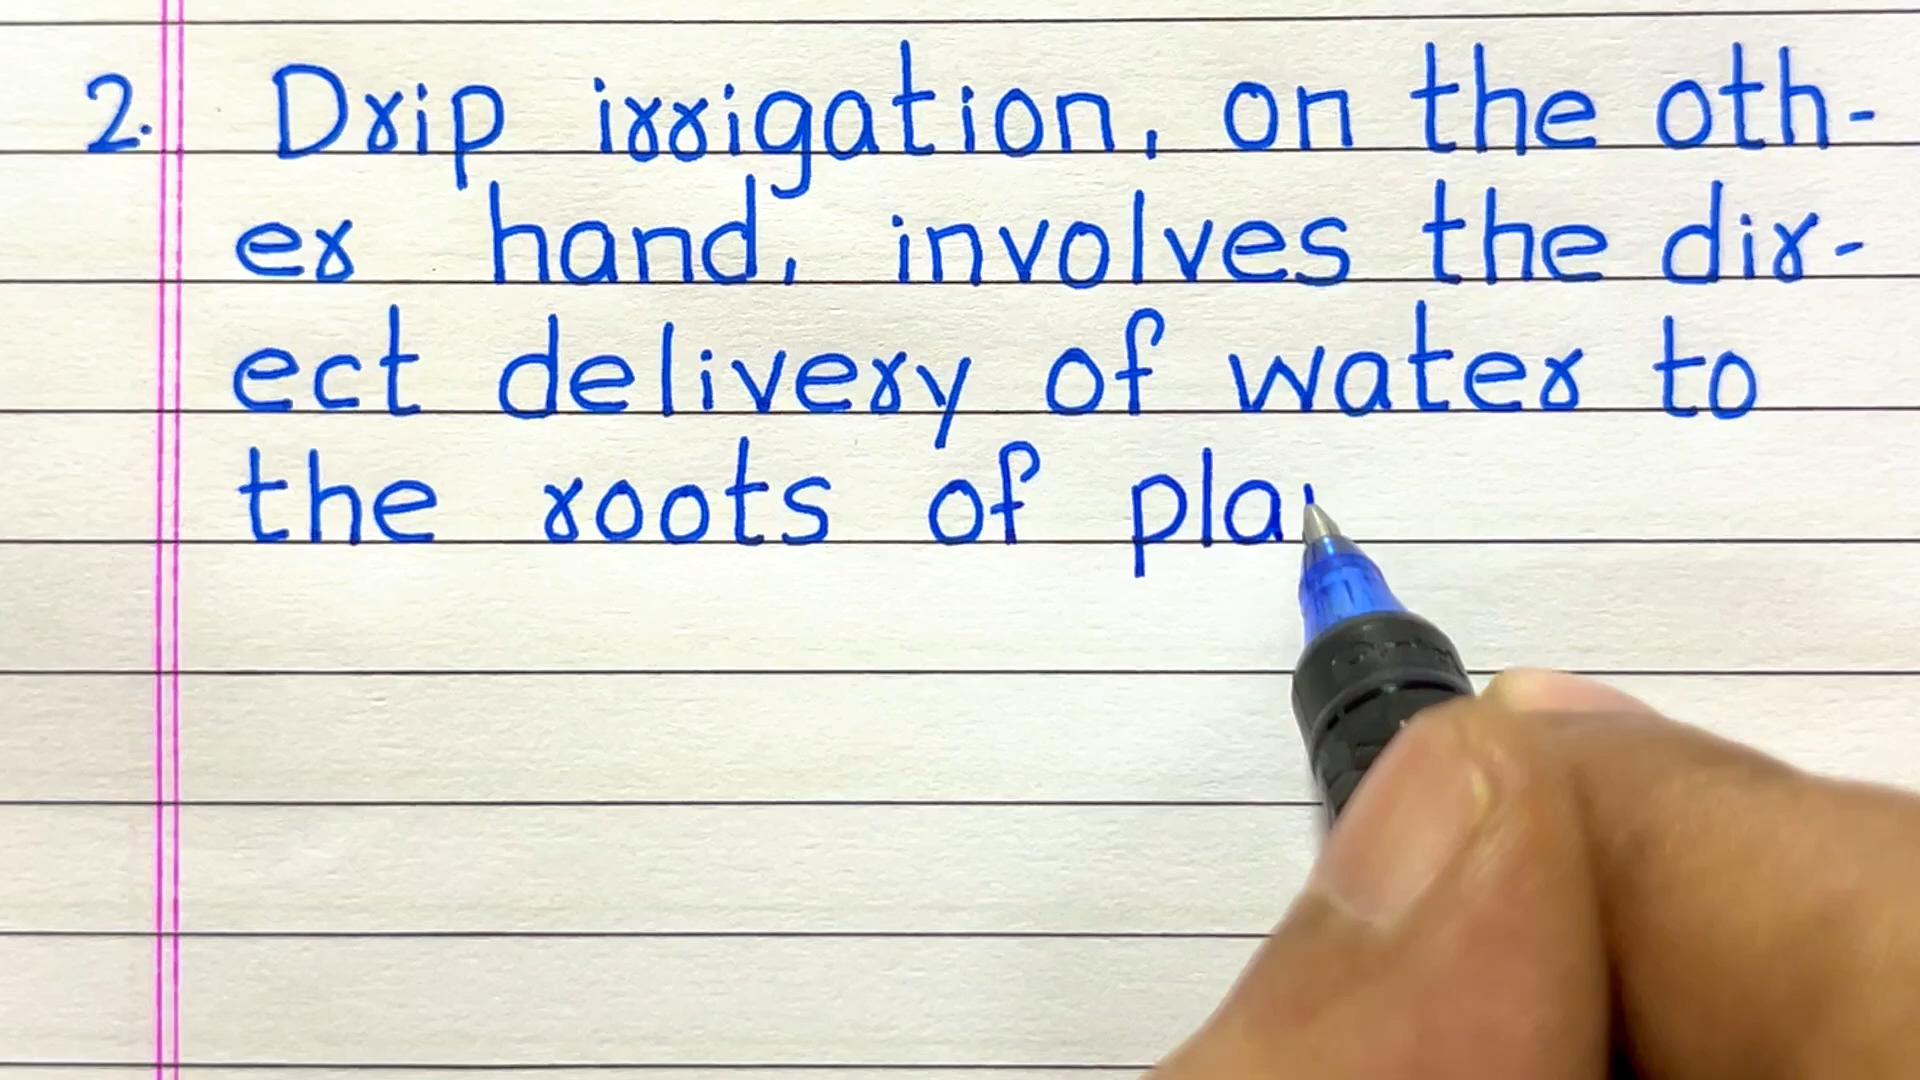 2. Drip irrigation, on the oth-
er hand, involves the dir-
ect delivery of water to
the roots of pla